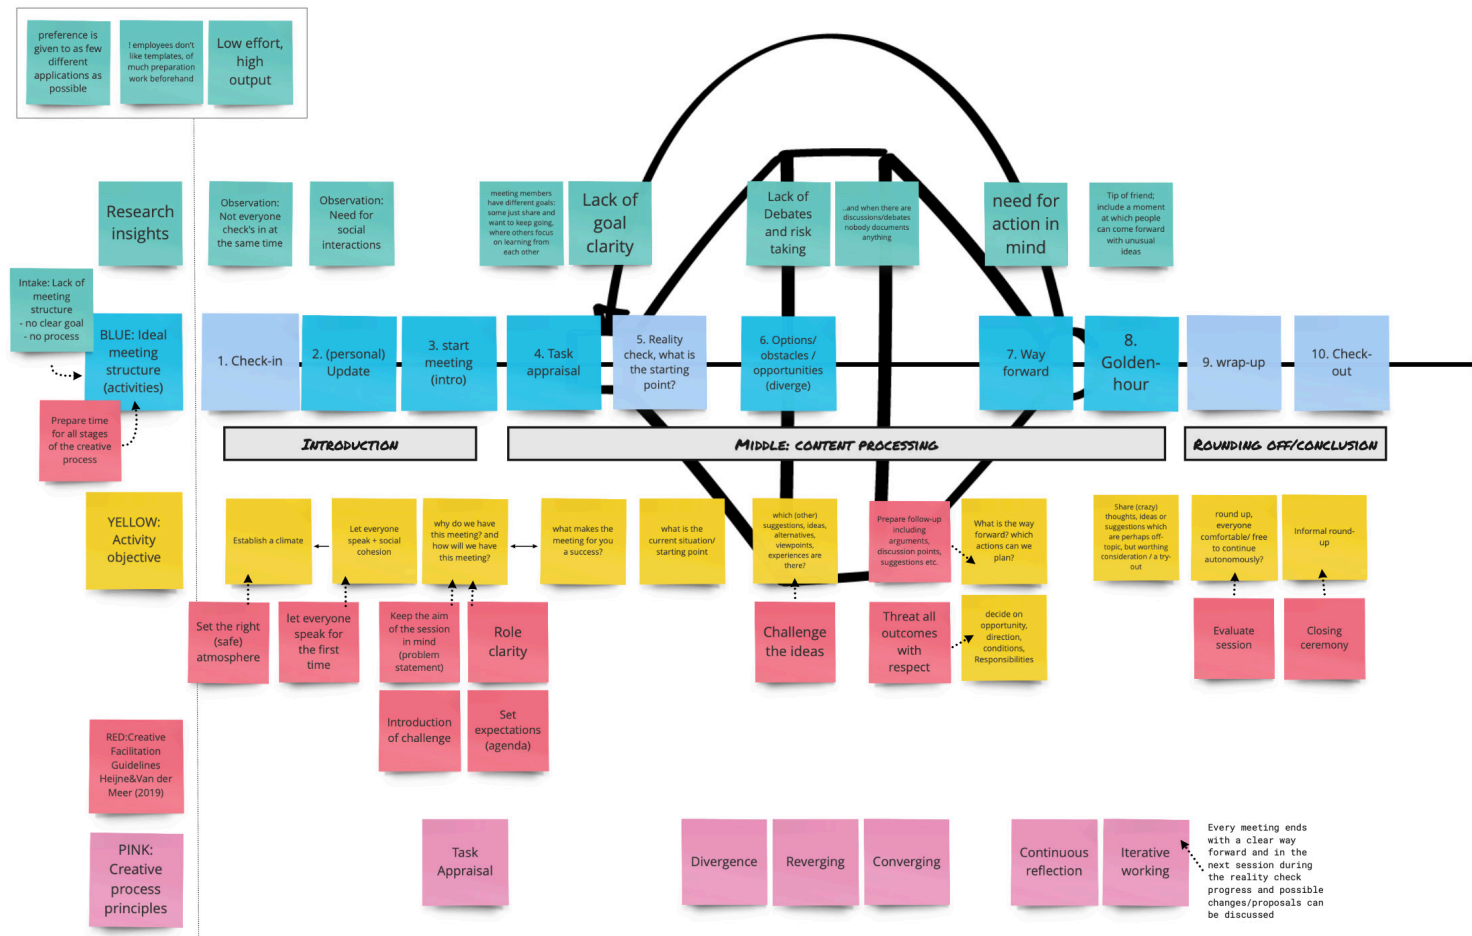 preference is
given to as few
different
applications as
possible
! employees don't
like templates, of
much preparation
work beforehand
Low effort,
high
output
Research
insights
Observation:
Not everyone
check's in at
the same time
Observation:
Need for
social
interactions
meeting members
have different goals:
some just share and
want to keep going,
where others focus
on learning from
each other
Lack of
goal
clarity
Lack of
Debates
and risk
taking
..and when there are
discussions/debates
nobody documents
anything
need for
action in
mind
Tip of friend;
include a moment
at which people
can come forward
with unusual
ideas
Intake: Lack of
meeting
structure
- no clear goal
- no process
BLUE: Ideal
meeting
structure
(activities)
Prepare time
for all stages
of the creative
process
1. Check-in
2. (personal)
Update
3. start
meeting
(intro)
4. Task
appraisal
5. Reality
check, what is
the starting
point?
6. Options/
obstacles /
opportunities
(diverge)
7. Way
forward
8.
Golden-
hour
9. wrap-up
10. Check-
out
INTRODUCTION
MIDDLE: CONTENT PROCESSING
ROUNDING OFF/CONCLUSION
YELLOW:
Activity
objective
Establish a climate
Let everyone
speak + social
cohesion
why do we have
this meeting? and
how will we have
this meeting?
what makes the
meeting for you
a success?
what is the
current situation/
starting point
which (other)
suggestions, ideas,
alternatives,
viewpoints,
experiences are
there?
Prepare follow-up
including
arguments,
discussion points,
suggestions etc.
What is the way
forward? which
actions can we
plan?
Share (crazy)
thoughts, ideas or
suggestions which
are perhaps off-
topic, but worthing
consideration / a try-
out
round up,
everyone
comfortable/ free
to continue
autonomously?
Informal round-
up
Set the right
(safe)
atmosphere
let everyone
speak for
the first
time
Keep the aim
of the session
in mind
(problem
statement)
Role
clarity
Challenge
the ideas
Threat all
outcomes
with
respect
decide on
opportunity,
direction,
conditions,
Responsibilities
Evaluate
session
Closing
ceremony
Introduction
of challenge
Set
expectations
(agenda)
RED:Creative
Facilitation
Guidelines
Heijne&Van der
Meer (2019)
PINK:
Creative
process
principles
Task
Appraisal
Divergence
Reverging
Converging
Continuous
reflection
Iterative
working
Every meeting ends
with a clear way
forward and in the
next session during
the reality check
progress and possible
changes/proposals can
be discussed